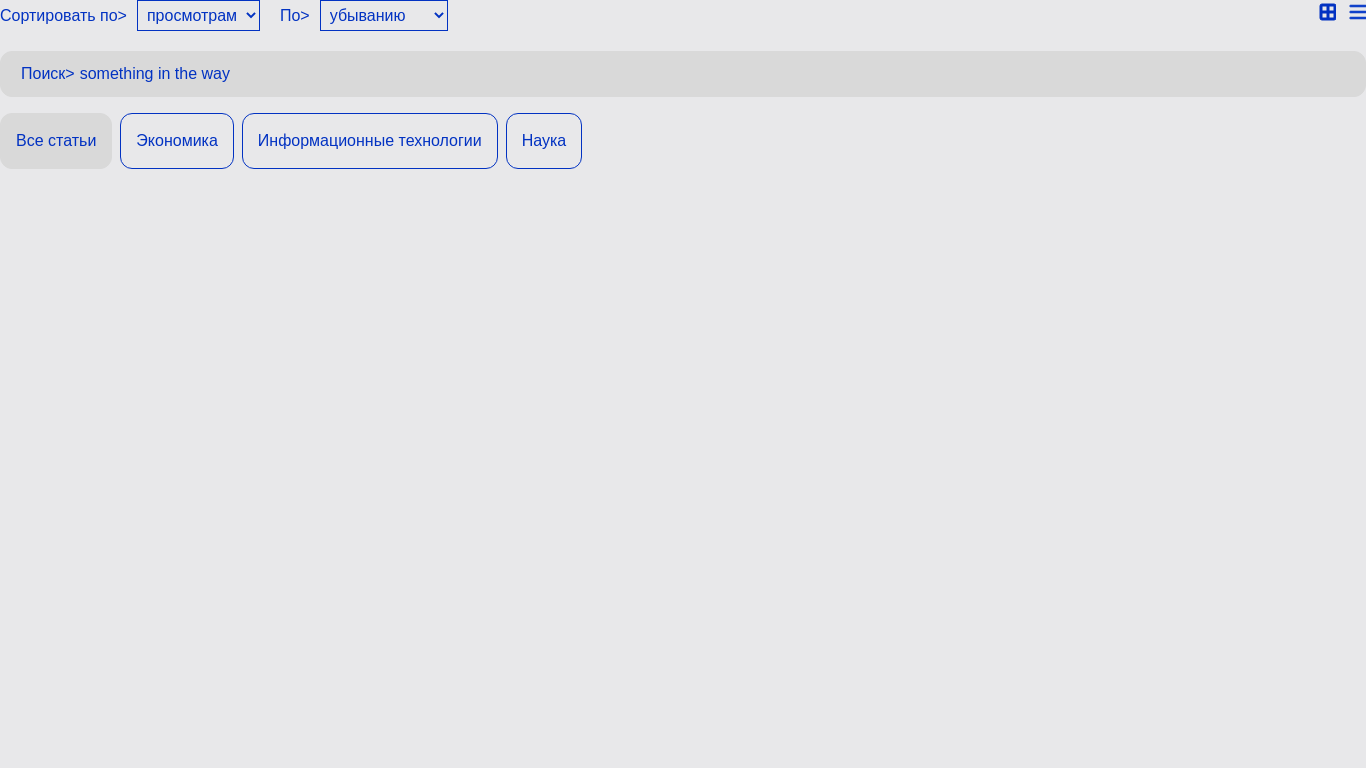 Сортировать по> просмотрам По> убыванию
Поиск> something in the way
Все статьи Экономика Информационные технологии Наука